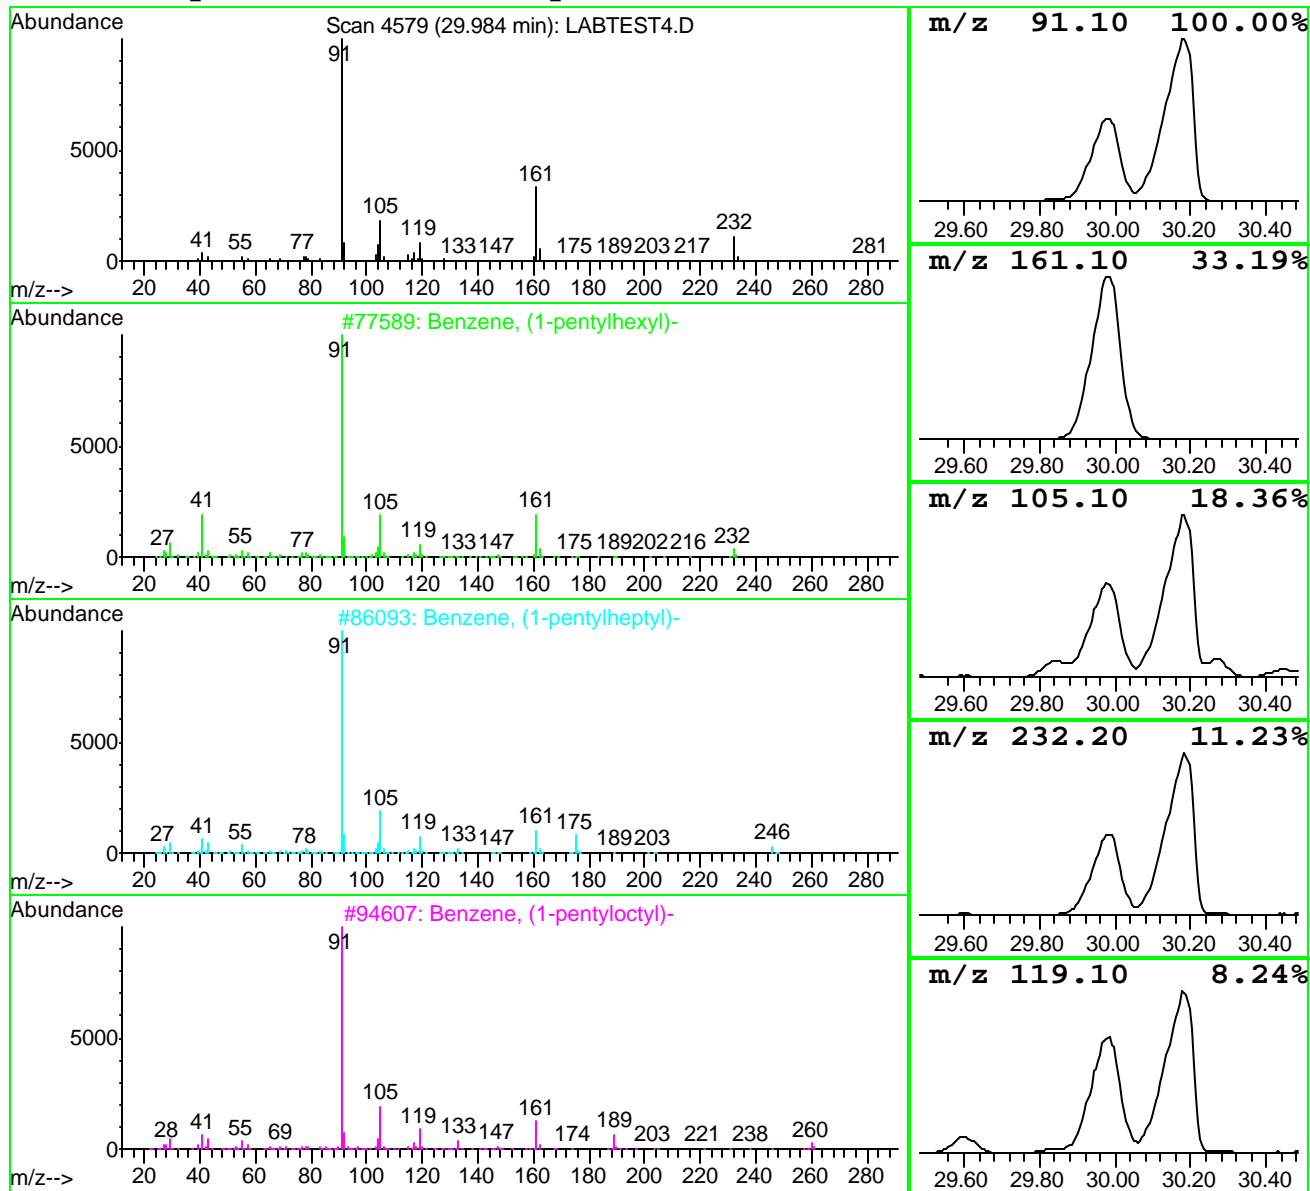 Abundance
Scan 4579 (29.984 min): LABTEST4.D
91
5000
161
105
119
232
41 55 77 133 147 175 189 203 217 281
0
20 40 60 80 100 120 140 160 180 200 220 240 260 280
m/z-->
Abundance
#77589: Benzene, (1-pentylhexyl)-
91
5000
41 105 161
27 55 77 119 133 147 175 189 202 216 232
0
20 40 60 80 100 120 140 160 180 200 220 240 260 280
m/z-->
Abundance
#86093: Benzene, (1-pentylheptyl)-
91
5000
105
27 41 55 78 119 133 147 161 175 189 203 246
0
20 40 60 80 100 120 140 160 180 200 220 240 260 280
m/z-->
Abundance
#94607: Benzene, (1-pentyloctyl)-
91
5000
105
28 41 55 69 119 133 147 161 174 189 203 221 238 260
0
20 40 60 80 100 120 140 160 180 200 220 240 260 280
m/z-->
m/z 91.10 100.00%
29.60 29.80 30.00 30.20 30.40
m/z 161.10 33.19%
29.60 29.80 30.00 30.20 30.40
m/z 105.10 18.36%
29.60 29.80 30.00 30.20 30.40
m/z 232.20 11.23%
29.60 29.80 30.00 30.20 30.40
m/z 119.10 8.24%
29.60 29.80 30.00 30.20 30.40